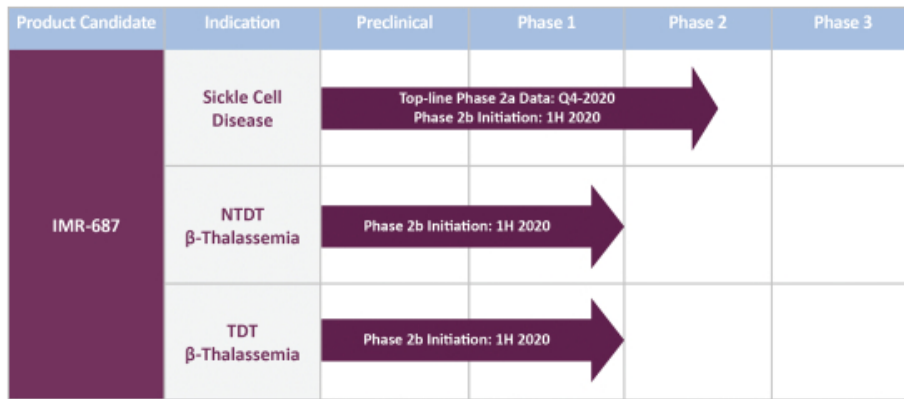 Product Candidate Indication Preclinical Phase 1 Phase 2 Phase 3
IMR-687
Sickle Cell
Disease
Top-line Phase 2a Data: Q4-2020
Phase 2b Initiation: 1H 2020
NTDT
β-Thalassemia
Phase 2b Initiation: 1H 2020
TDT
β-Thalassemia
Phase 2b Initiation: 1H 2020